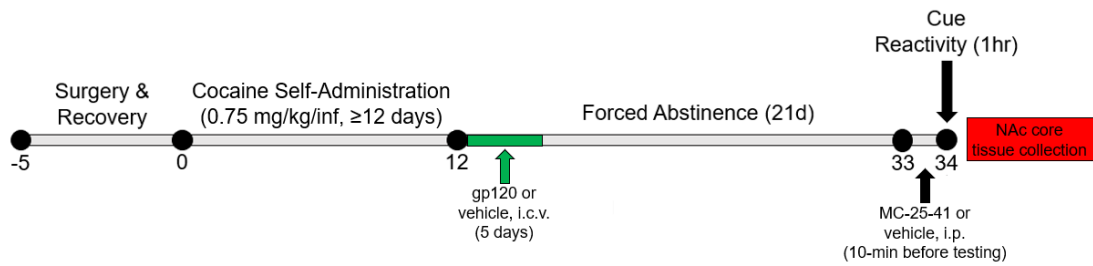 Cue
Reactivity (1hr)
Surgery &
Recovery
Cocaine Self-Administration
(0.75 mg/kg/inf, ≥12 days)
Forced Abstinence (21d)
NAc core
tissue collection
-5
0
12
33
34
gp120 or
vehicle, i.c.v.
(5 days)
MC-25-41 or
vehicle, i.p.
(10-min before testing)